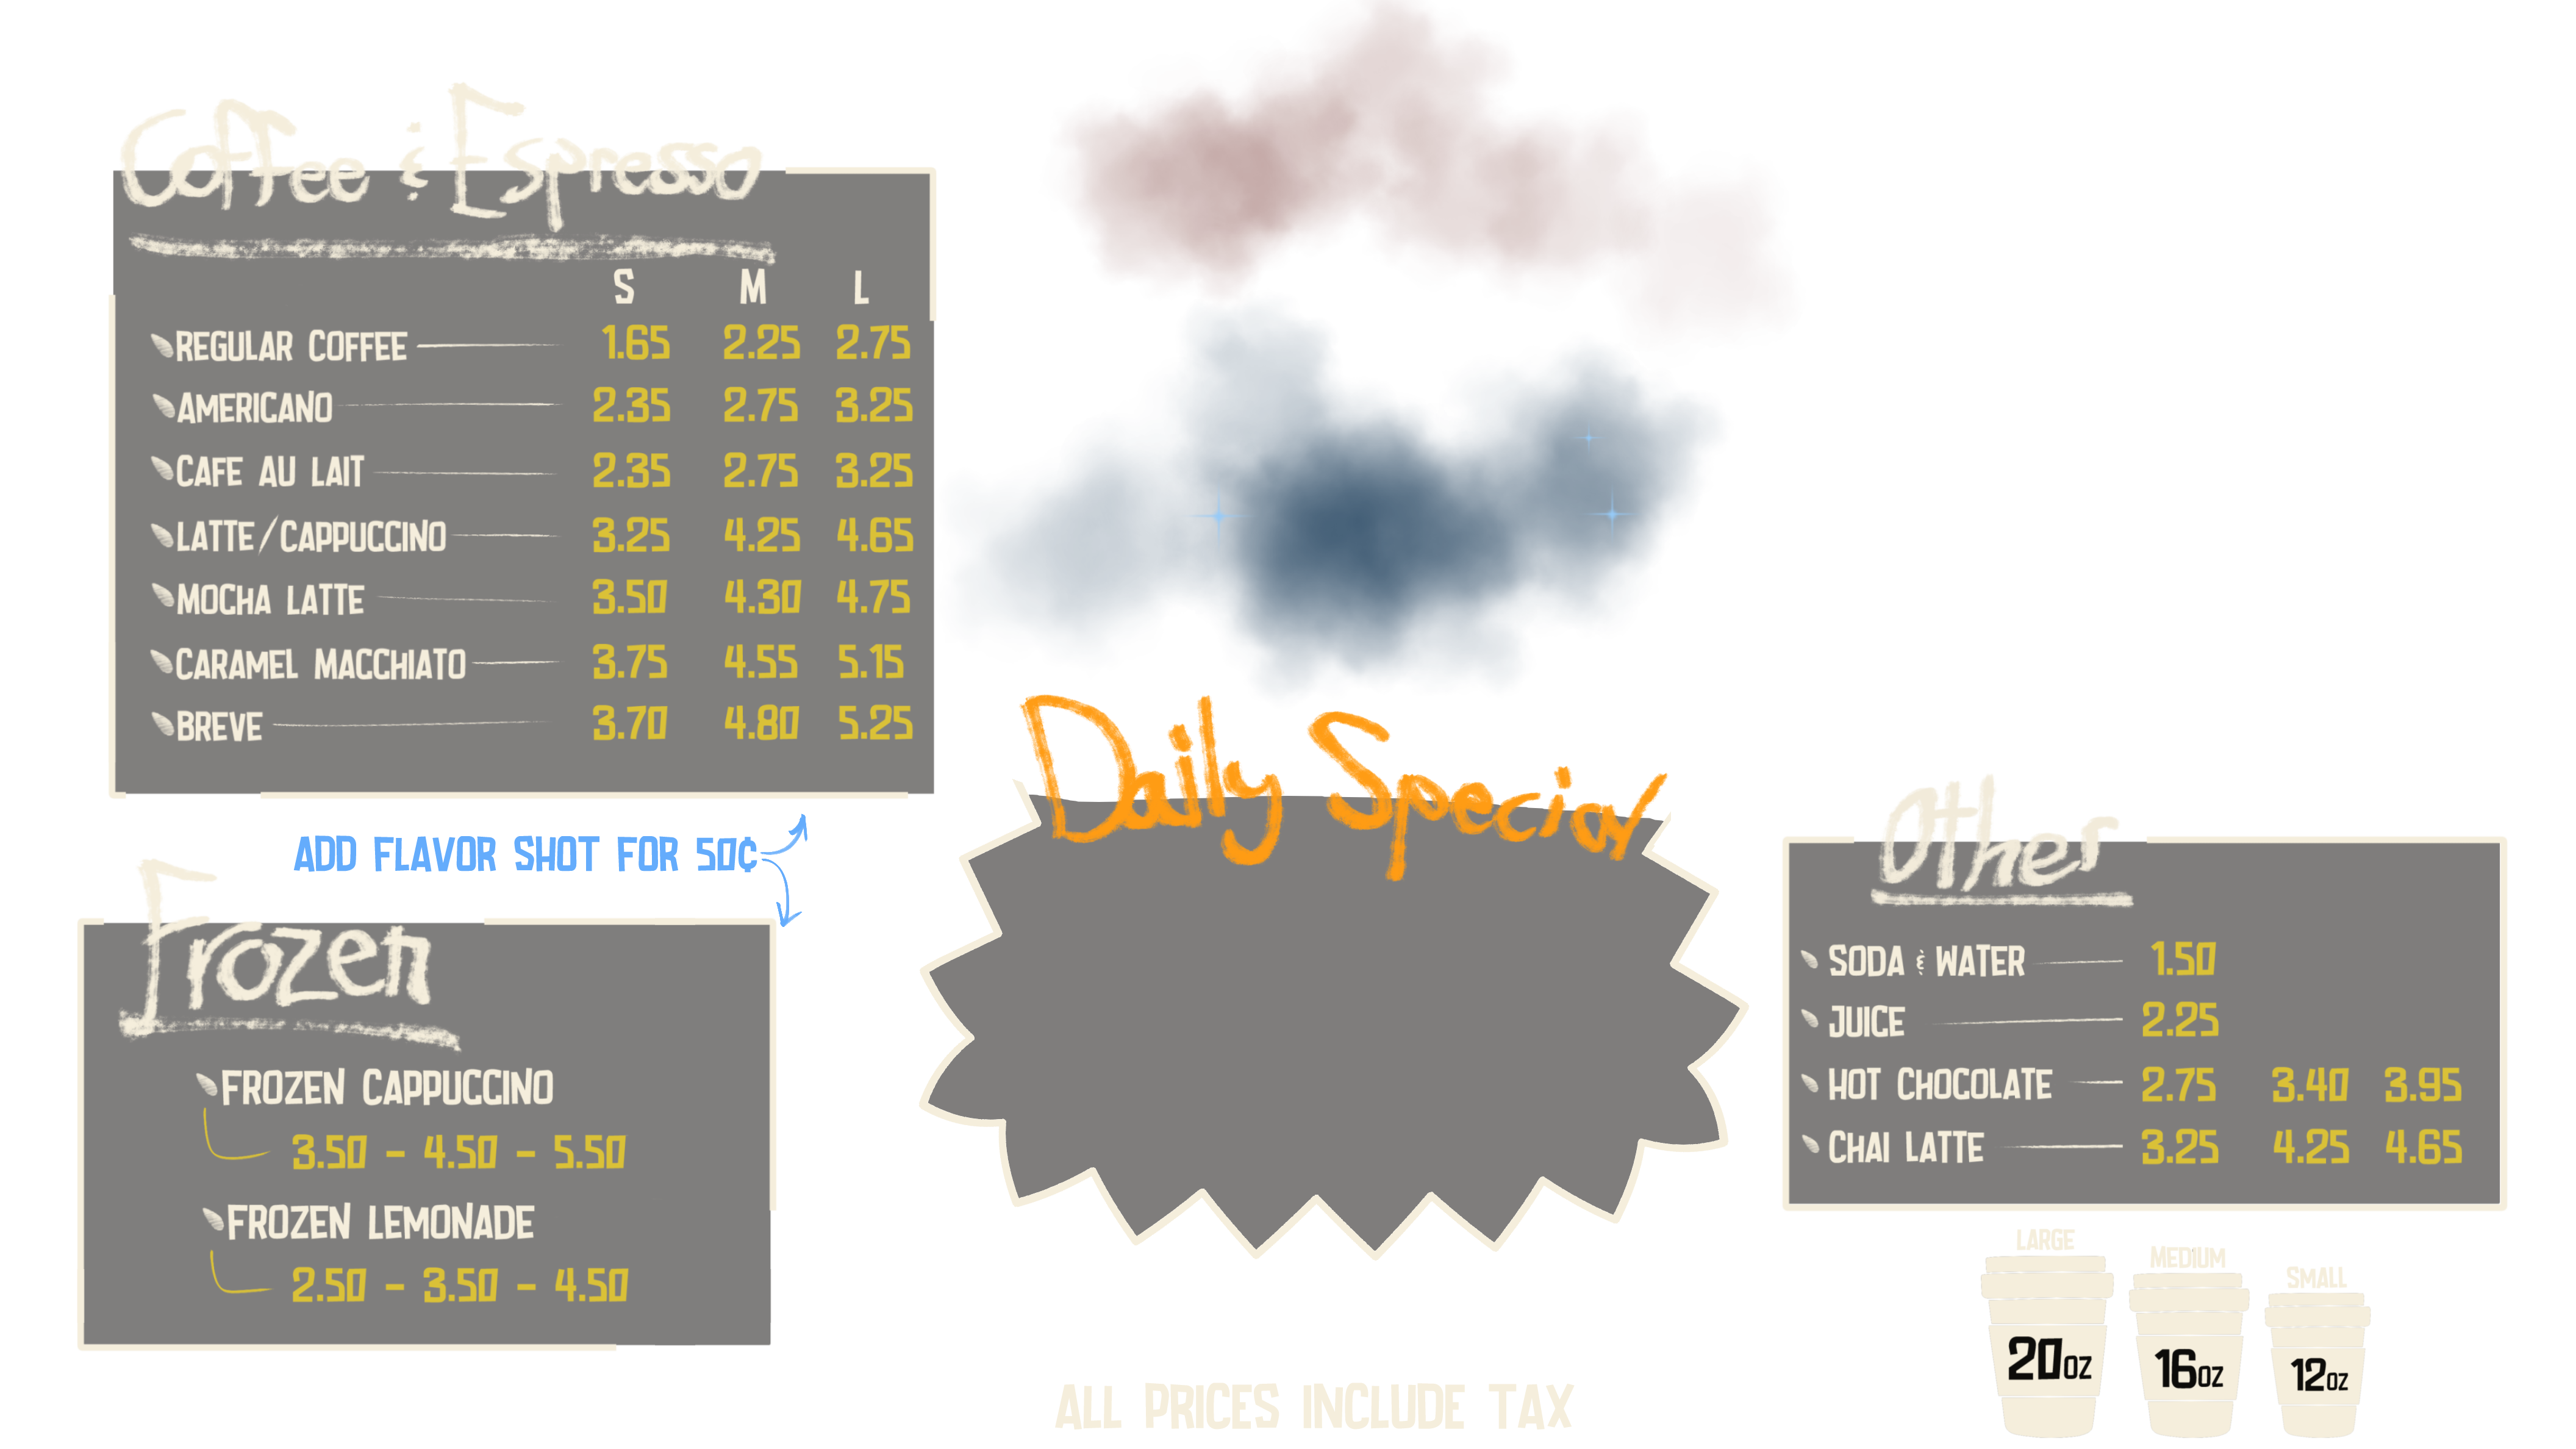 Coffee & Espresso
S M L
REGULAR COFFEE 1.65 2.25 2.75
AMERICANO 2.35 2.75 3.25
CAFE AU LAIT 2.35 2.75 3.25
LATTE/CAPPUCCINO 3.25 4.25 4.65
MOCHA LATTE 3.50 4.30 4.75
CARAMEL MACCHIATO 3.75 4.55 5.15
BREVE 3.70 4.80 5.25
ADD FLAVOR SHOT FOR 50¢
Frozen
FROZEN CAPPUCCINO
3.50 - 4.50 - 5.50
FROZEN LEMONADE
2.50 - 3.50 - 4.50
Daily Special
Other
SODA & WATER 1.50
JUICE 2.25
HOT CHOCOLATE 2.75 3.40 3.95
CHAI LATTE 3.25 4.25 4.65
LARGE
20oz
MEDIUM
16oz
SMALL
12oz
ALL PRICES INCLUDE TAX